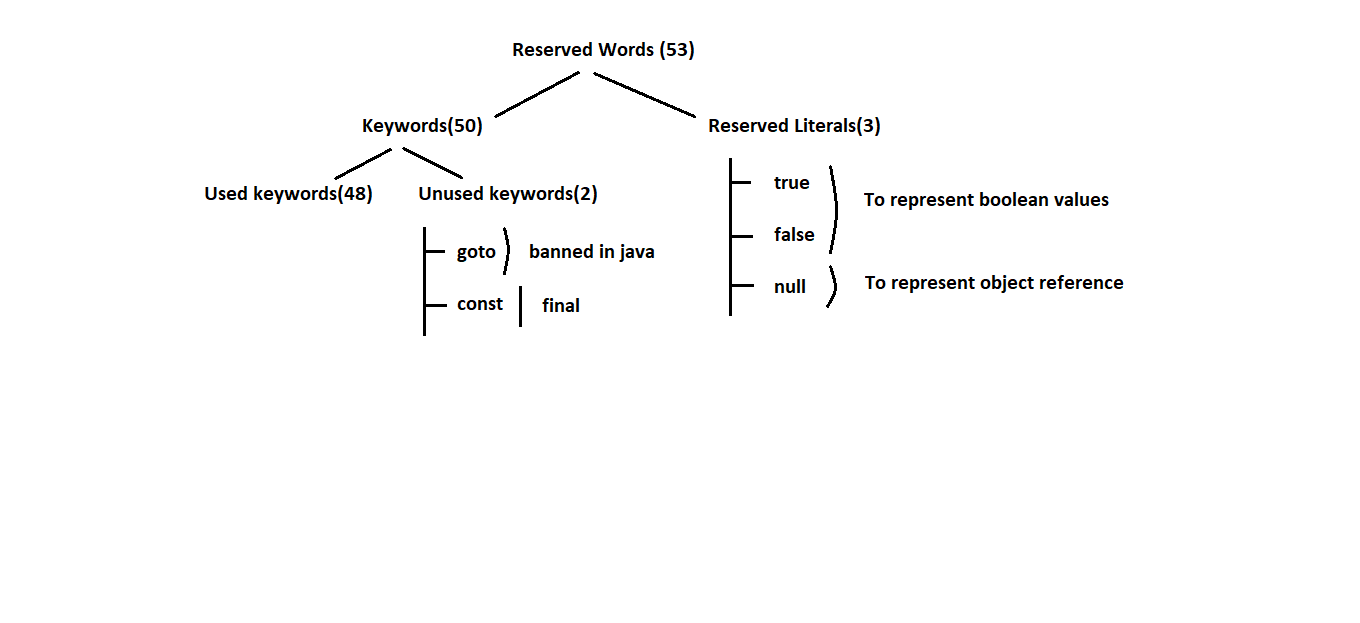 Reserved Words (53)
Keywords(50)
Reserved Literals(3)
Used keywords(48)
Unused keywords(2)
goto
banned in java
const
final
true
false
To represent boolean values
null
To represent object reference